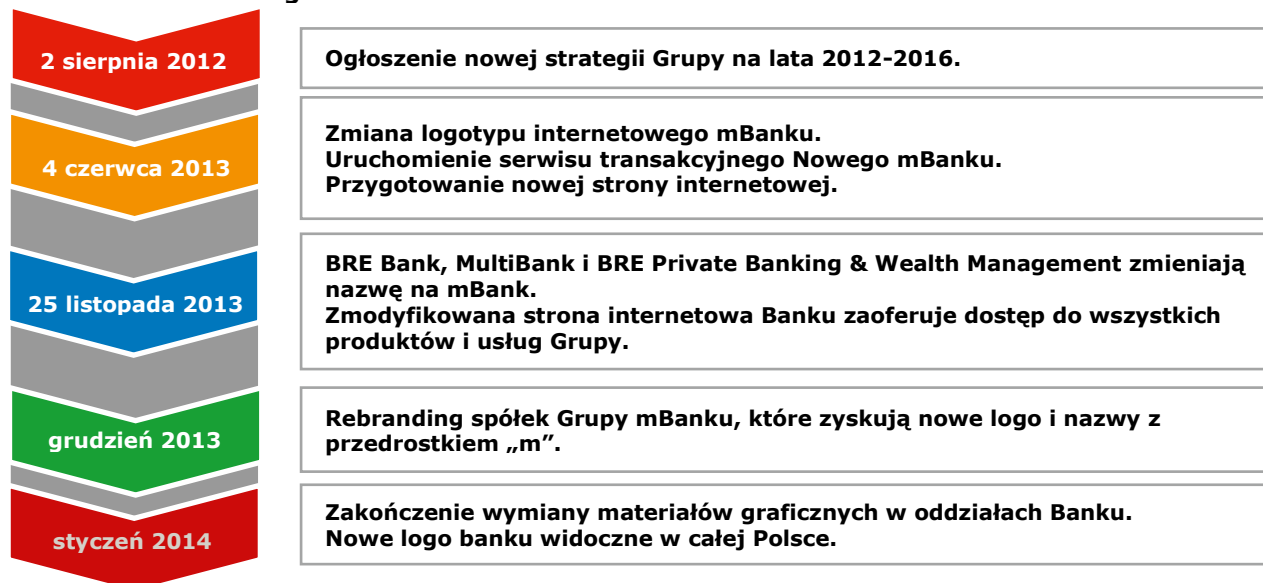 2 sierpnia 2012
Ogłoszenie nowej strategii Grupy na lata 2012-2016.
4 czerwca 2013
Zmiana logotypu internetowego mBanku.
Uruchomienie serwisu transakcyjnego Nowego mBanku.
Przygotowanie nowej strony internetowej.
25 listopada 2013
BRE Bank, MultiBank i BRE Private Banking & Wealth Management zmieniają
nazwę na mBank.
Zmodyfikowana strona internetowa Banku zaoferuje dostęp do wszystkich
produktów i usług Grupy.
grudzień 2013
Rebranding spółek Grupy mBanku, które zyskują nowe logo i nazwy z
przedrostkiem „m”.
styczeń 2014
Zakończenie wymiany materiałów graficznych w oddziałach Banku.
Nowe logo banku widoczne w całej Polsce.